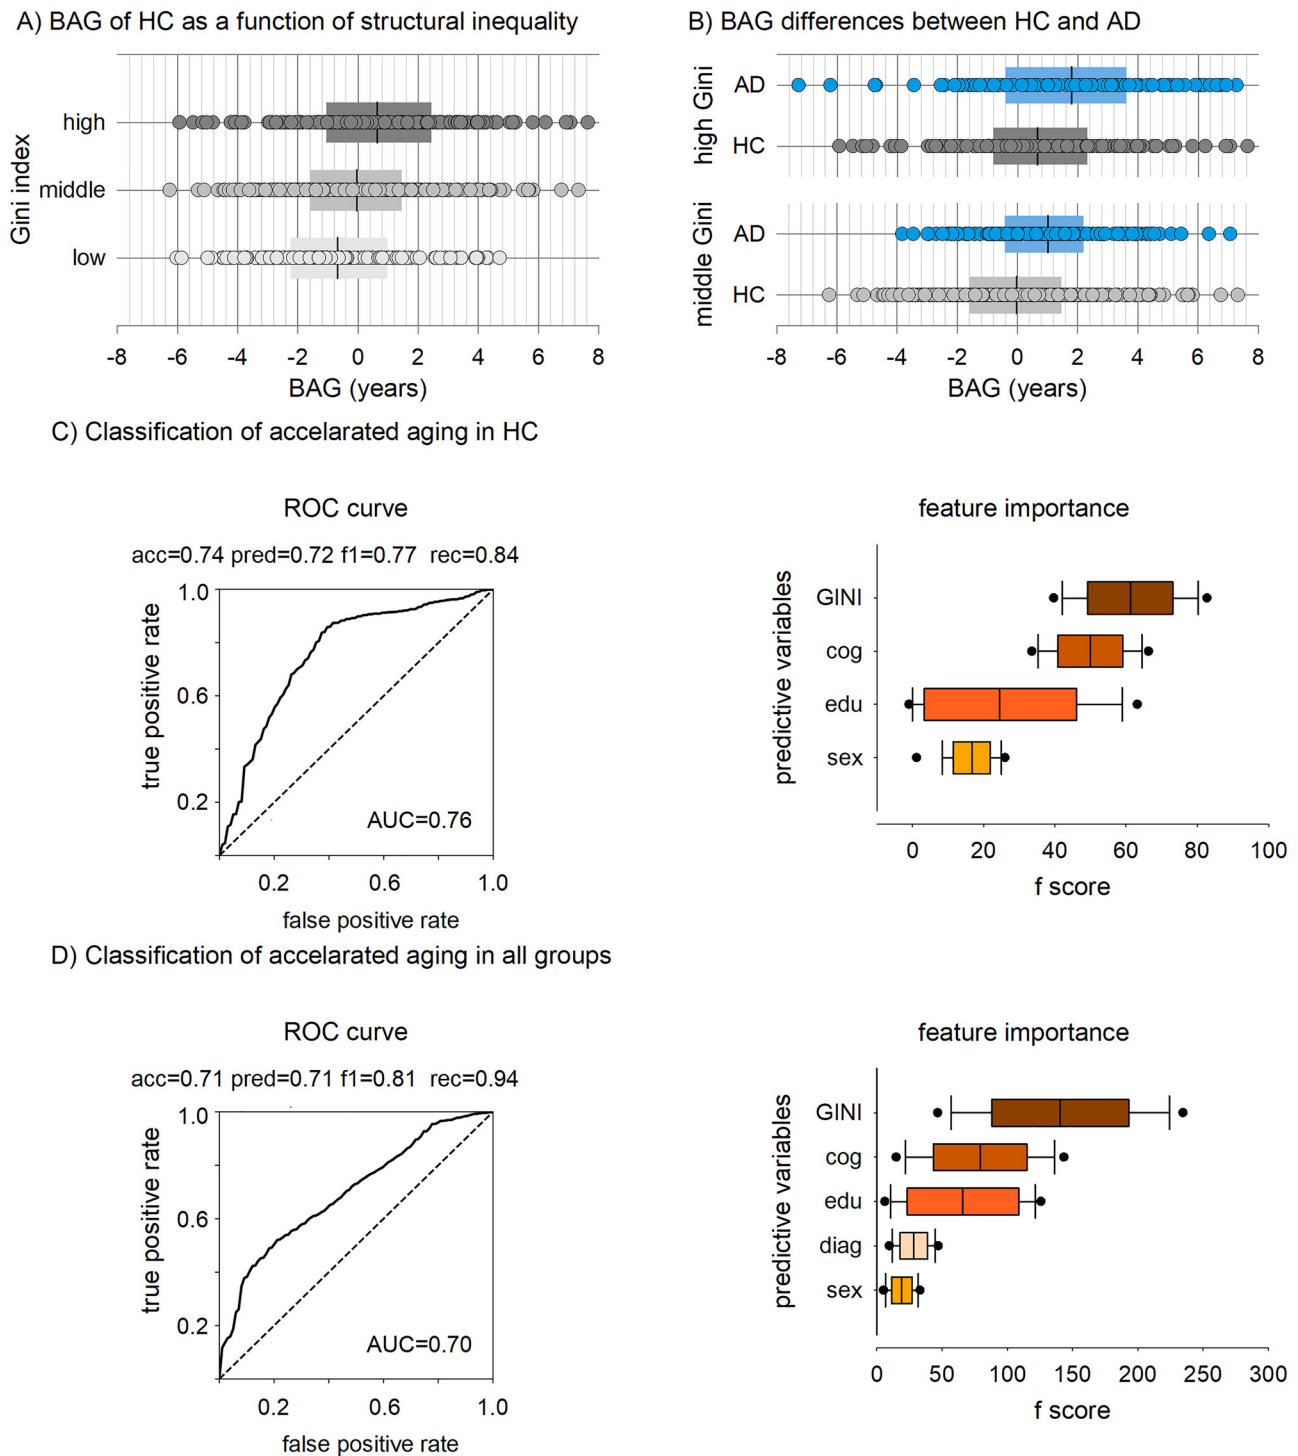 A) BAG of HC as a function of structural inequality
Gini index
high
middle
low
-8 -6 -4 -2 0 2 4 6 8
BAG (years)
B) BAG differences between HC and AD
high Gini
AD
HC
middle Gini
AD
HC
-8 -6 -4 -2 0 2 4 6 8
BAG (years)
C) Classification of accelarated aging in HC
ROC curve
acc=0.74 pred=0.72 f1=0.77 rec=0.84
true positive rate
1.0
0.6
0.2
AUC=0.76
0.2 0.6 1.0
false positive rate
feature importance
predictive variables
GINI
cog
edu
sex
0 20 40 60 80 100
f score
D) Classification of accelarated aging in all groups
ROC curve
acc=0.71 pred=0.71 f1=0.81 rec=0.94
true positive rate
1.0
0.6
0.2
AUC=0.70
0.2 0.6 1.0
false positive rate
feature importance
predictive variables
GINI
cog
edu
diag
sex
0 50 100 150 200 250 300
f score